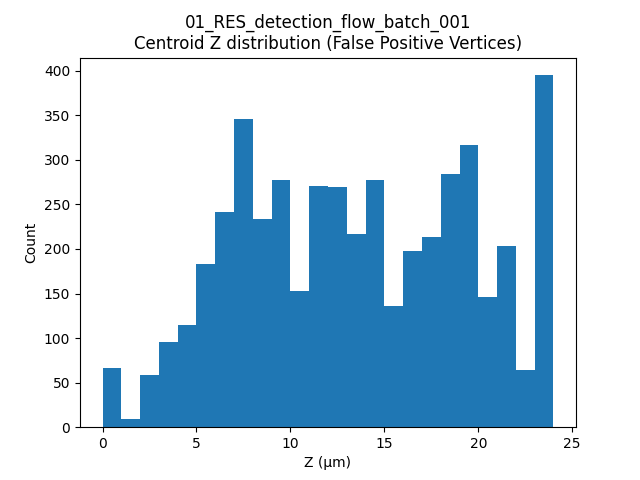 01_RES_detection_flow_batch_001
Centroid Z distribution (False Positive Vertices)
400
350
300
250
200
150
100
50
0
Count
0 5 10 15 20 25
Z (μm)